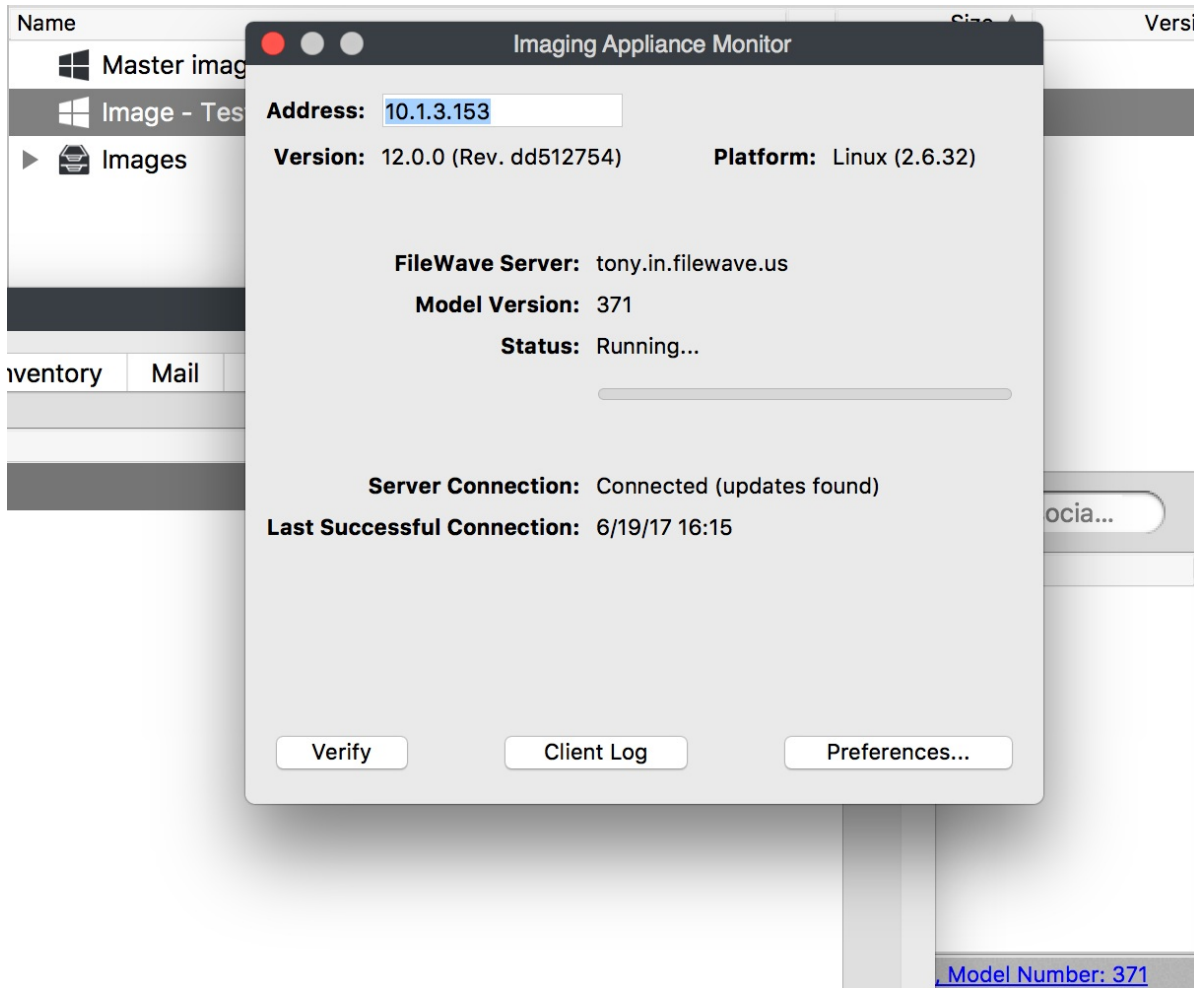 Name
Versi
Imaging Appliance Monitor
Master imag
Image - Tes
Images
Address: 10.1.3.153
Version: 12.0.0 (Rev. dd512754) Platform: Linux (2.6.32)
FileWave Server: tony.in.filewave.us
Model Version: 371
Status: Running...
nventory Mail
Server Connection: Connected (updates found)
ocia...
Last Successful Connection: 6/19/17 16:15
Verify Client Log Preferences...
, Model Number: 371